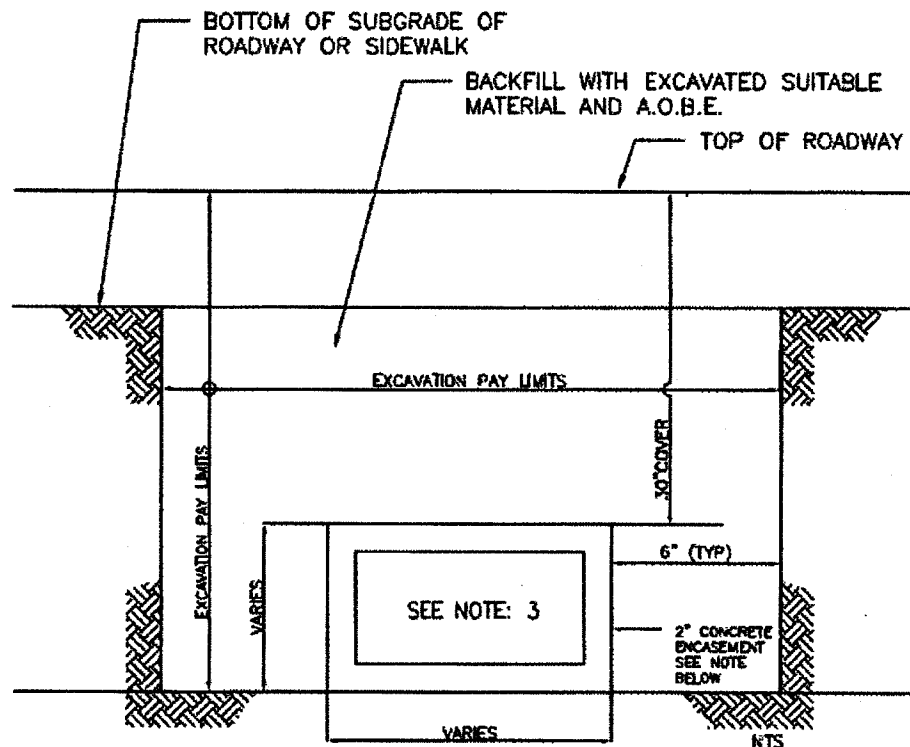 BOTTOM OF SUBGRADE OF
ROADWAY OR SIDEWALK
BACKFILL WITH EXCAVATED SUITABLE
MATERIAL AND A.O.B.E.
TOP OF ROADWAY
EXCAVATION PAY LIMITS
EXCAVATION PAY LIMITS
30"COVER
VARIES
6" (TYP)
SEE NOTE: 3
2" CONCRETE
ENCASEMENT
SEE NOTE
BELOW
VARIES
NTS